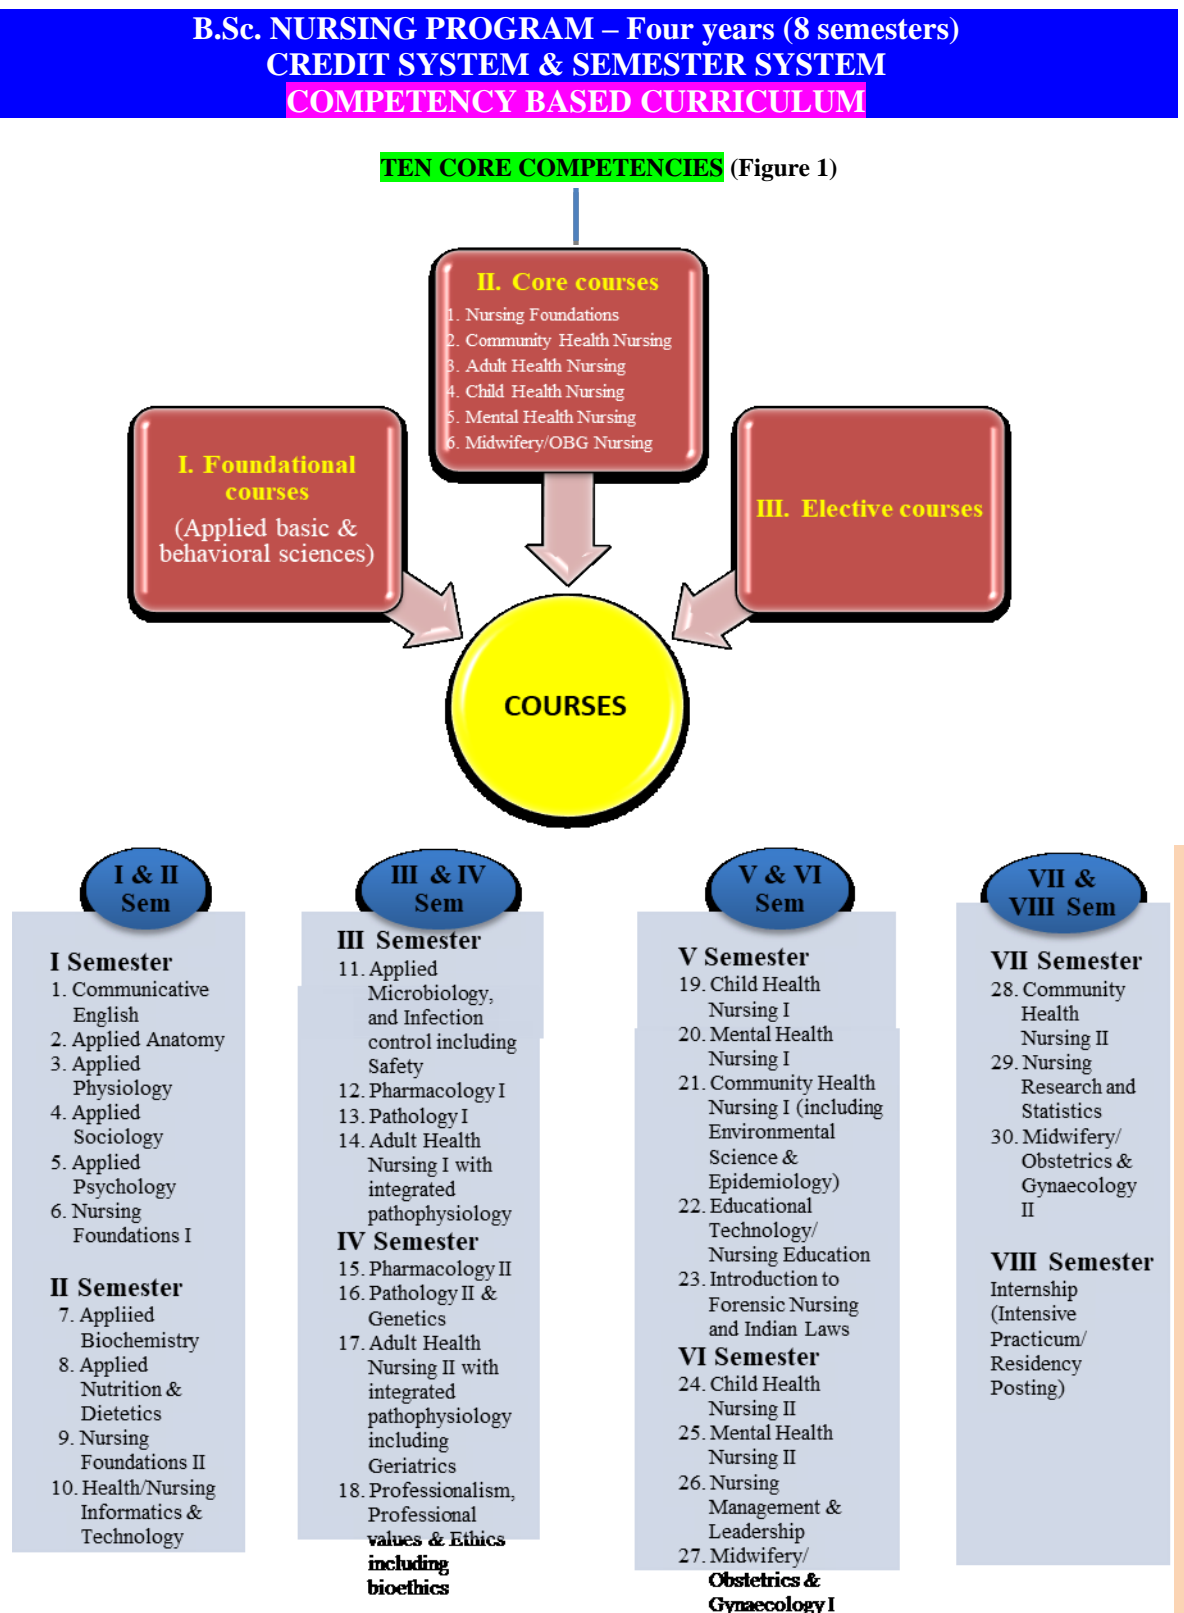 B.Sc. NURSING PROGRAM – Four years (8 semesters)
CREDIT SYSTEM & SEMESTER SYSTEM
COMPETENCY BASED CURRICULUM
TEN CORE COMPETENCIES (Figure 1)
II. Core courses
1. Nursing Foundations
2. Community Health Nursing
3. Adult Health Nursing
4. Child Health Nursing
5. Mental Health Nursing
6. Midwifery/OBG Nursing
I. Foundational
courses
(Applied basic &
behavioral sciences)
III. Elective courses
COURSES
I & II
Sem
I Semester
1. Communicative
English
2. Applied Anatomy
3. Applied
Physiology
4. Applied
Sociology
5. Applied
Psychology
6. Nursing
Foundations I
II Semester
7. Appliied
Biochemistry
8. Applied
Nutrition &
Dietetics
9. Nursing
Foundations II
10. Health/Nursing
Informatics &
Technology
III & IV
Sem
III Semester
11. Applied
Microbiology,
and Infection
control including
Safety
12. Pharmacology I
13. Pathology I
14. Adult Health
Nursing I with
integrated
pathophysiology
IV Semester
15. Pharmacology II
16. Pathology II &
Genetics
17. Adult Health
Nursing II with
integrated
pathophysiology
including
Geriatrics
18. Professionalism,
Professional
values & Ethics
including
bioethics
V & VI
Sem
V Semester
19. Child Health
Nursing I
20. Mental Health
Nursing I
21. Community Health
Nursing I (including
Environmental
Science &
Epidemiology)
22. Educational
Technology/
Nursing Education
23. Introduction to
Forensic Nursing
and Indian Laws
VI Semester
24. Child Health
Nursing II
25. Mental Health
Nursing II
26. Nursing
Management &
Leadership
27. Midwifery/
Obstetrics &
Gynaecology I
VII &
VIII Sem
VII Semester
28. Community
Health
Nursing II
29. Nursing
Research and
Statistics
30. Midwifery/
Obstetrics &
Gynaecology
II
VIII Semester
Internship
(Intensive
Practicum/
Residency
Posting)